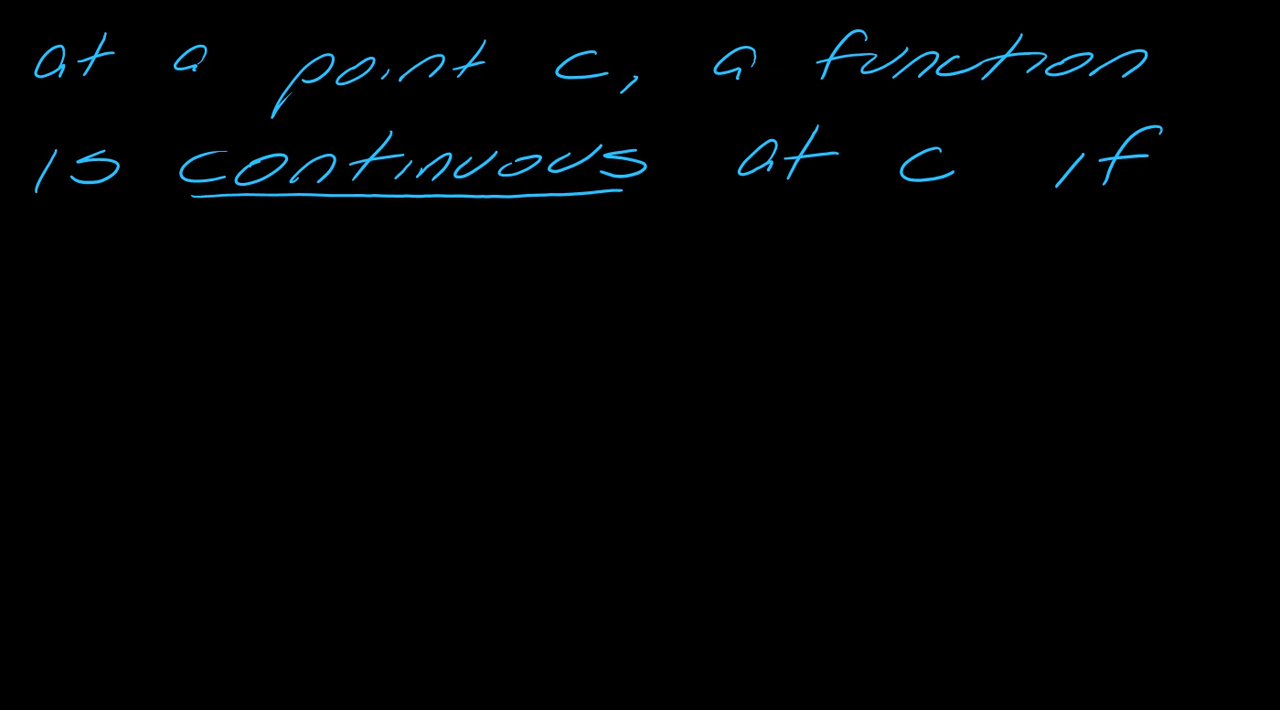 at a point c, a function
is continuous at c if